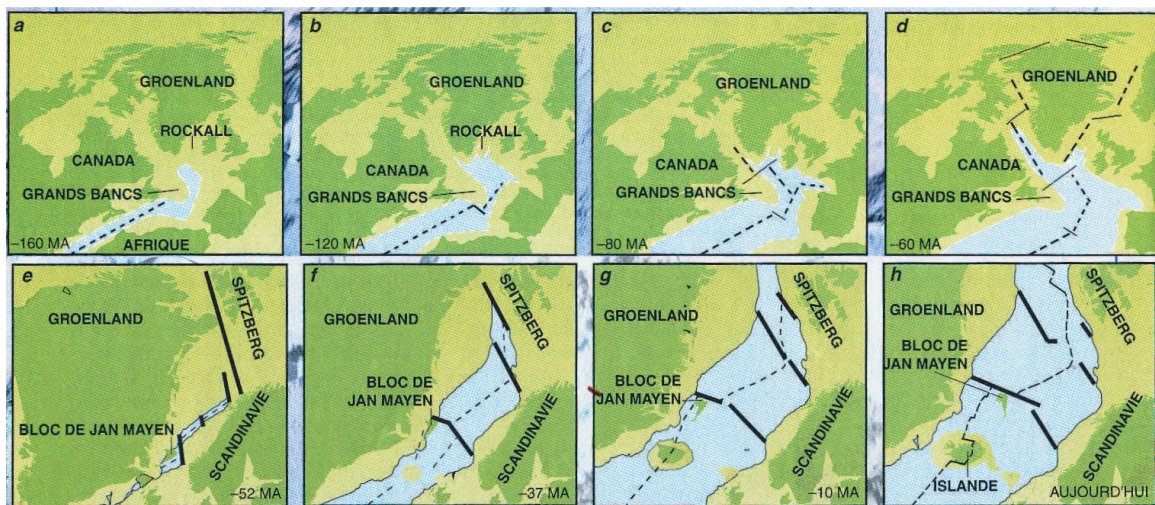 a
GROENLAND
ROCKALL
CANADA
GRANDS BANCS
AFRIQUE
–160 MA
b
GROENLAND
ROCKALL
CANADA
GRANDS BANCS
–120 MA
c
GROENLAND
CANADA
GRANDS BANCS
–80 MA
d
GROENLAND
CANADA
GRANDS BANCS
–60 MA
e
GROENLAND
SPITZBERG
BLOC DE JAN MAYEN
SCANDINAVIE
–52 MA
f
GROENLAND
SPITZBERG
BLOC DE
JAN MAYEN
SCANDINAVIE
–37 MA
g
GROENLAND
SPITZBERG
BLOC DE
JAN MAYEN
SCANDINAVIE
–10 MA
h
GROENLAND
SPITZBERG
BLOC DE
JAN MAYEN
SCANDINAVIE
ISLANDE
AUJOURD'HUI